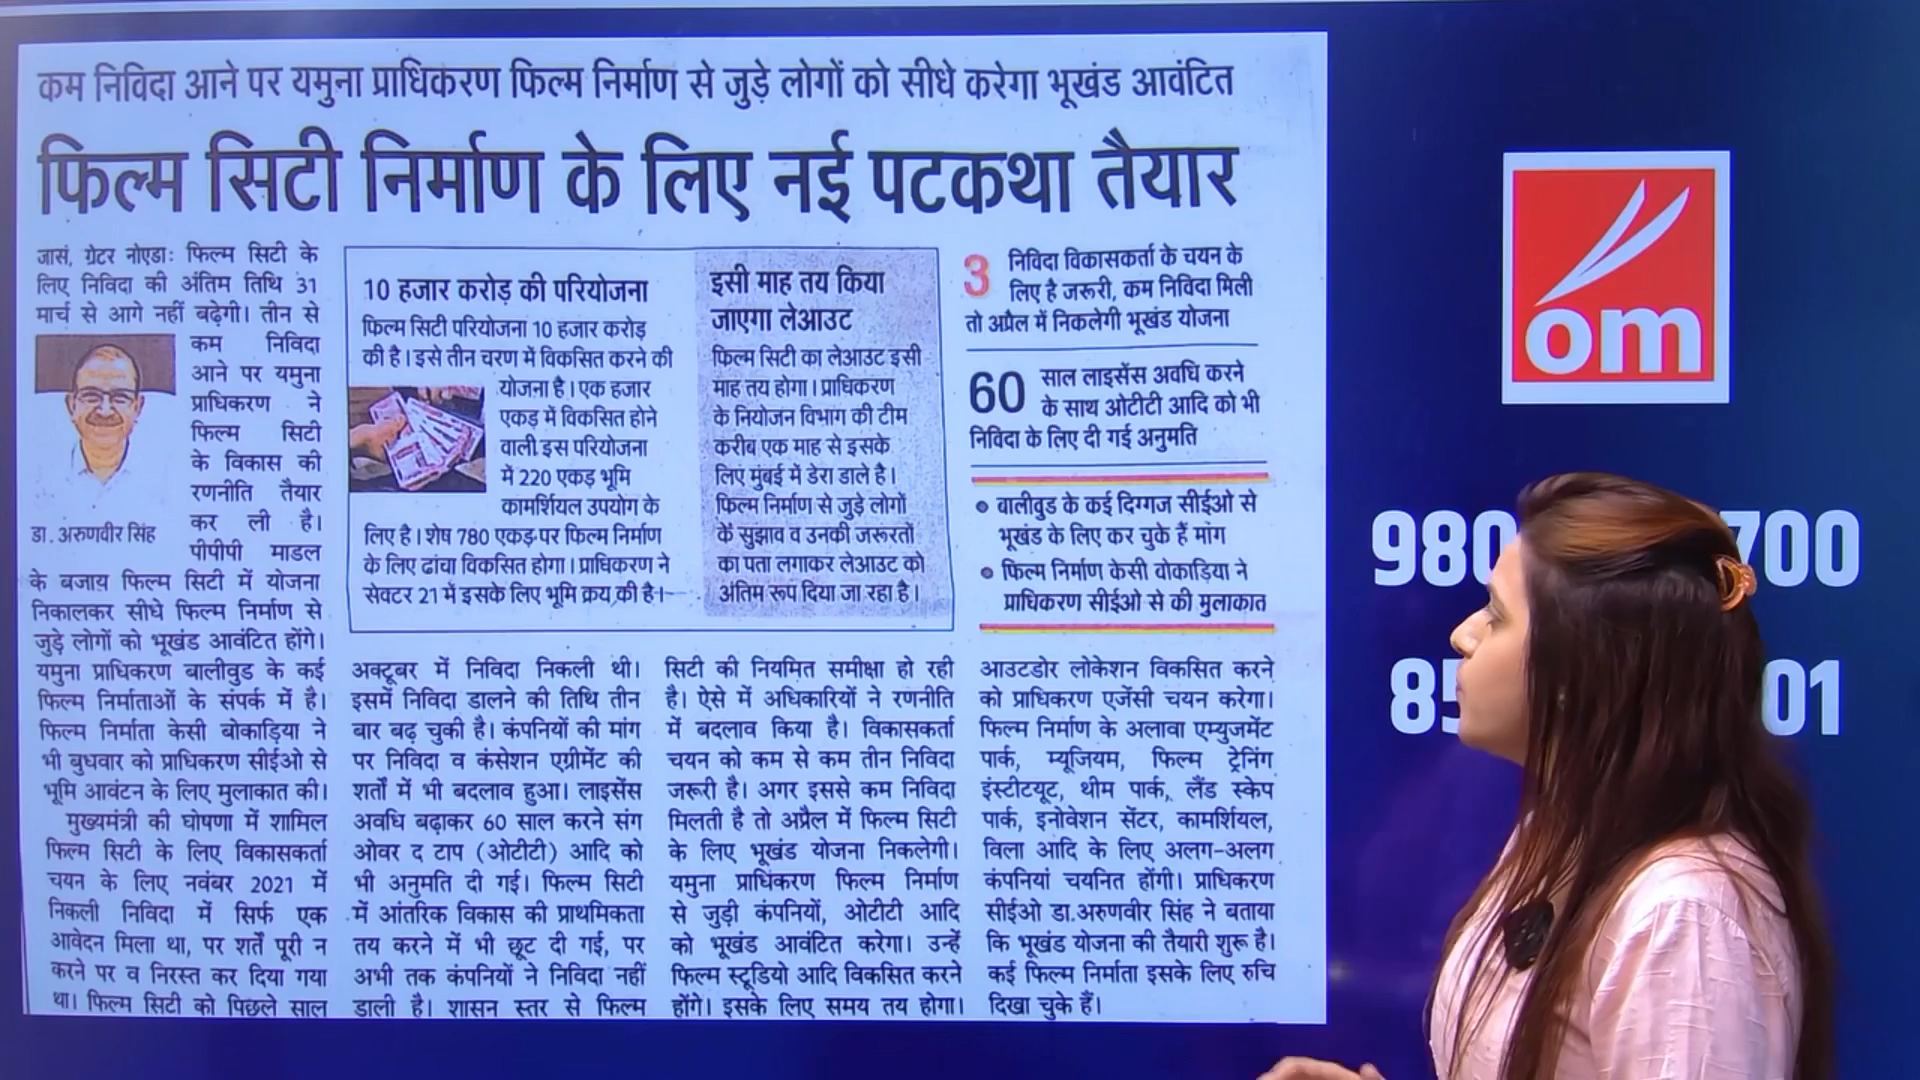 कम निविदा आने पर यमुना प्राधिकरण फिल्म निर्माण से जुड़े लोगों को सीधे करेगा भूखंड आवंटित
फिल्म सिटी निर्माण के लिए नई पटकथा तैयार
जासं, ग्रेटर नोएडाः फिल्म सिटी के
लिए निविदा की अंतिम तिथि 31
मार्च से आगे नहीं बढ़ेगी। तीन से
कम निविदा
आने पर यमुना
प्राधिकरण ने
फिल्म सिटी
के विकास की
रणनीति तैयार
कर ली है।
पीपीपी माडल
डा. अरुणवीर सिंह
के बजाय फिल्म सिटी में योजना
निकालकर सीधे फिल्म निर्माण से
जुड़े लोगों को भूखंड आवंटित होंगे।
यमुना प्राधिकरण बालीवुड के कई
फिल्म निर्माताओं के संपर्क में है।
फिल्म निर्माता केसी बोकाड़िया ने
भी बुधवार को प्राधिकरण सीईओ से
भूमि आवंटन के लिए मुलाकात की।
मुख्यमंत्री की घोषणा में शामिल
फिल्म सिटी के लिए विकासकर्ता
चयन के लिए नवंबर 2021 में
निकली निविदा में सिर्फ एक
आवेदन मिला था, पर शर्तें पूरी न
करने पर व निरस्त कर दिया गया
था। फिल्म सिटी को पिछले साल
10 हजार करोड़ की परियोजना
फिल्म सिटी परियोजना 10 हजार करोड़
की है। इसे तीन चरण में विकसित करने की
योजना है। एक हजार
एकड़ में विकसित होने
वाली इस परियोजना
में 220 एकड़ भूमि
कामर्शियल उपयोग के
लिए है। शेष 780 एकड़ पर फिल्म निर्माण
के लिए ढांचा विकसित होगा। प्राधिकरण ने
सेक्टर 21 में इसके लिए भूमि क्रय की है।
इसी माह तय किया
जाएगा लेआउट
फिल्म सिटी का लेआउट इसी
माह तय होगा। प्राधिकरण
के नियोजन विभाग की टीम
करीब एक माह से इसके
लिए मुंबई में डेरा डाले है।
फिल्म निर्माण से जुड़े लोगों
के सुझाव व उनकी जरूरतों
का पता लगाकर लेआउट को
अंतिम रूप दिया जा रहा है।
3 निविदा विकासकर्ता के चयन के
लिए है जरूरी, कम निविदा मिली
तो अप्रैल में निकलेगी भूखंड योजना
60 साल लाइसेंस अवधि करने
के साथ ओटीटी आदि को भी
निविदा के लिए दी गई अनुमति
● बालीवुड के कई दिग्गज सीईओ से
भूखंड के लिए कर चुके हैं मांग
● फिल्म निर्माण केसी वोकाड़िया ने
प्राधिकरण सीईओ से की मुलाकात
अक्टूबर में निविदा निकली थी।
इसमें निविदा डालने की तिथि तीन
बार बढ़ चुकी है। कंपनियों की मांग
पर निविदा व कंसेशन एग्रीमेंट की
शर्तों में भी बदलाव हुआ। लाइसेंस
अवधि बढ़ाकर 60 साल करने संग
ओवर द टाप (ओटीटी) आदि को
भी अनुमति दी गई। फिल्म सिटी
में आंतरिक विकास की प्राथमिकता
तय करने में भी छूट दी गई, पर
अभी तक कंपनियों ने निविदा नहीं
डाली है। शासन स्तर से फिल्म
सिटी की नियमित समीक्षा हो रही
है। ऐसे में अधिकारियों ने रणनीति
में बदलाव किया है। विकासकर्ता
चयन को कम से कम तीन निविदा
जरूरी है। अगर इससे कम निविदा
मिलती है तो अप्रैल में फिल्म सिटी
के लिए भूखंड योजना निकलेगी।
यमुना प्राधिकरण फिल्म निर्माण
से जुड़ी कंपनियों, ओटीटी आदि
को भूखंड आवंटित करेगा। उन्हें
फिल्म स्टूडियो आदि विकसित करने
होंगे। इसके लिए समय तय होगा।
आउटडोर लोकेशन विकसित करने
को प्राधिकरण एजेंसी चयन करेगा।
फिल्म निर्माण के अलावा एम्युजमेंट
पार्क, म्यूजियम, फिल्म ट्रेनिंग
इंस्टीटयूट, थीम पार्क, लैंड स्केप
पार्क, इनोवेशन सेंटर, कामर्शियल,
विला आदि के लिए अलग-अलग
कंपनियां चयनित होंगी। प्राधिकरण
सीईओ डा.अरुणवीर सिंह ने बताया
कि भूखंड योजना की तैयारी शुरू है।
कई फिल्म निर्माता इसके लिए रुचि
दिखा चुके हैं।
om
980 700
85 01